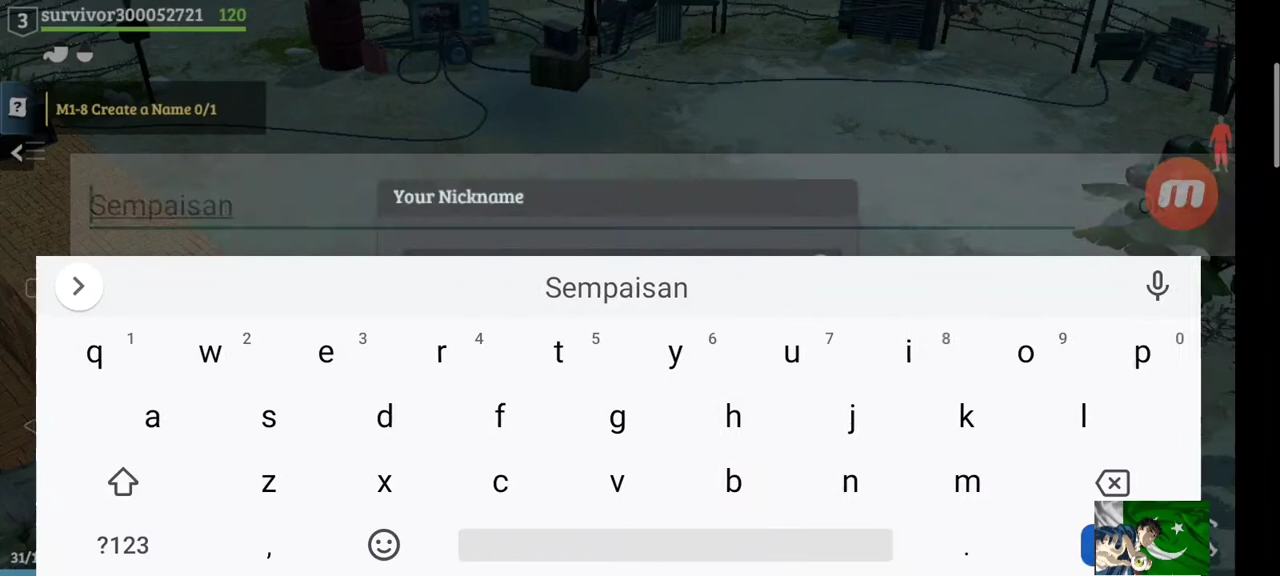 3 survivor300052721 120
M1-8 Create a Name 0/1
Your Nickname
Sempaisan
Sempaisan
q 1 w 2 e 3 r 4 t 5 y 6 u 7 i 8 o 9 p 0
a s d f g h j k l
z x c v b n m
?123 , .
31/